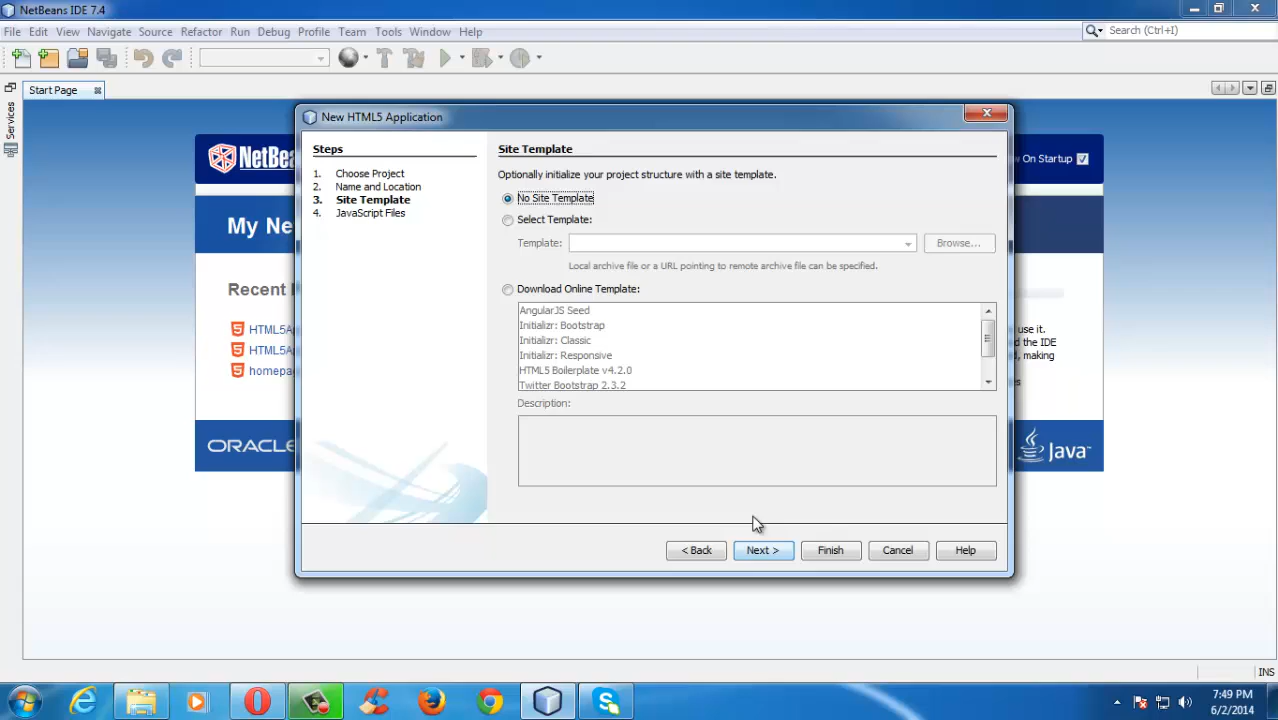 NetBeans IDE 7.4
File Edit View Navigate Source Refactor Run Debug Profile Team Tools Window Help
Search (Ctrl+I)
Start Page
Services
New HTML5 Application
Steps
1. Choose Project
2. Name and Location
3. Site Template
4. JavaScript Files
Site Template
Optionally initialize your project structure with a site template.
No Site Template
Select Template:
Template:
Browse...
Local archive file or a URL pointing to remote archive file can be specified.
Download Online Template:
AngularJS Seed
Initializr: Bootstrap
Initializr: Classic
Initializr: Responsive
HTML5 Boilerplate v4.2.0
Twitter Bootstrap 2.3.2
Description:
< Back Next > Finish Cancel Help
NetBea
On Startup
My Ne
Recent
HTML5A
HTML5A
homepa
use it.
d the IDE
, making
ORACLE
Java
INS
7:49 PM
6/2/2014